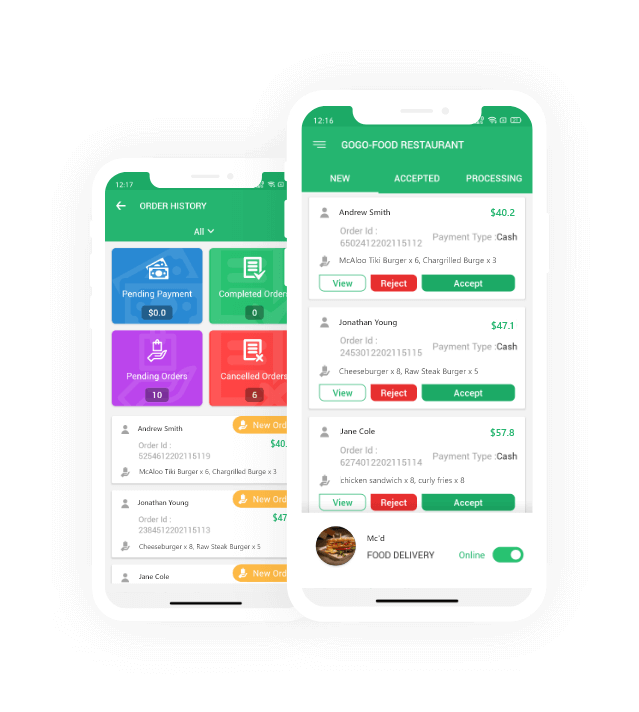 12:17
ORDER HISTORY
All
Pending Payment
$0.0
Completed Orders
0
Pending Orders
10
Cancelled Orders
6
Andrew Smith
New Ord
Order Id :
5254612202115119
$40.
McAloo Tiki Burger x 6, Chargrilled Burge x 3
Jonathan Young
New Ord
Order Id :
2384512202115113
$47
Cheeseburger x 8, Raw Steak Burger x 5
Jane Cole
New Ord
12:16
GOGO-FOOD RESTAURANT
NEW ACCEPTED PROCESSING
Andrew Smith $40.2
Order Id :
6502412202115112
Payment Type :Cash
McAloo Tiki Burger x 6, Chargrilled Burge x 3
View Reject Accept
Jonathan Young $47.1
Order Id :
2453012202115115
Payment Type :Cash
Cheeseburger x 8, Raw Steak Burger x 5
View Reject Accept
Jane Cole $57.8
Order Id :
6274012202115114
Payment Type :Cash
chicken sandwich x 8, curly fries x 8
View Reject Accept
Mc'd
FOOD DELIVERY Online